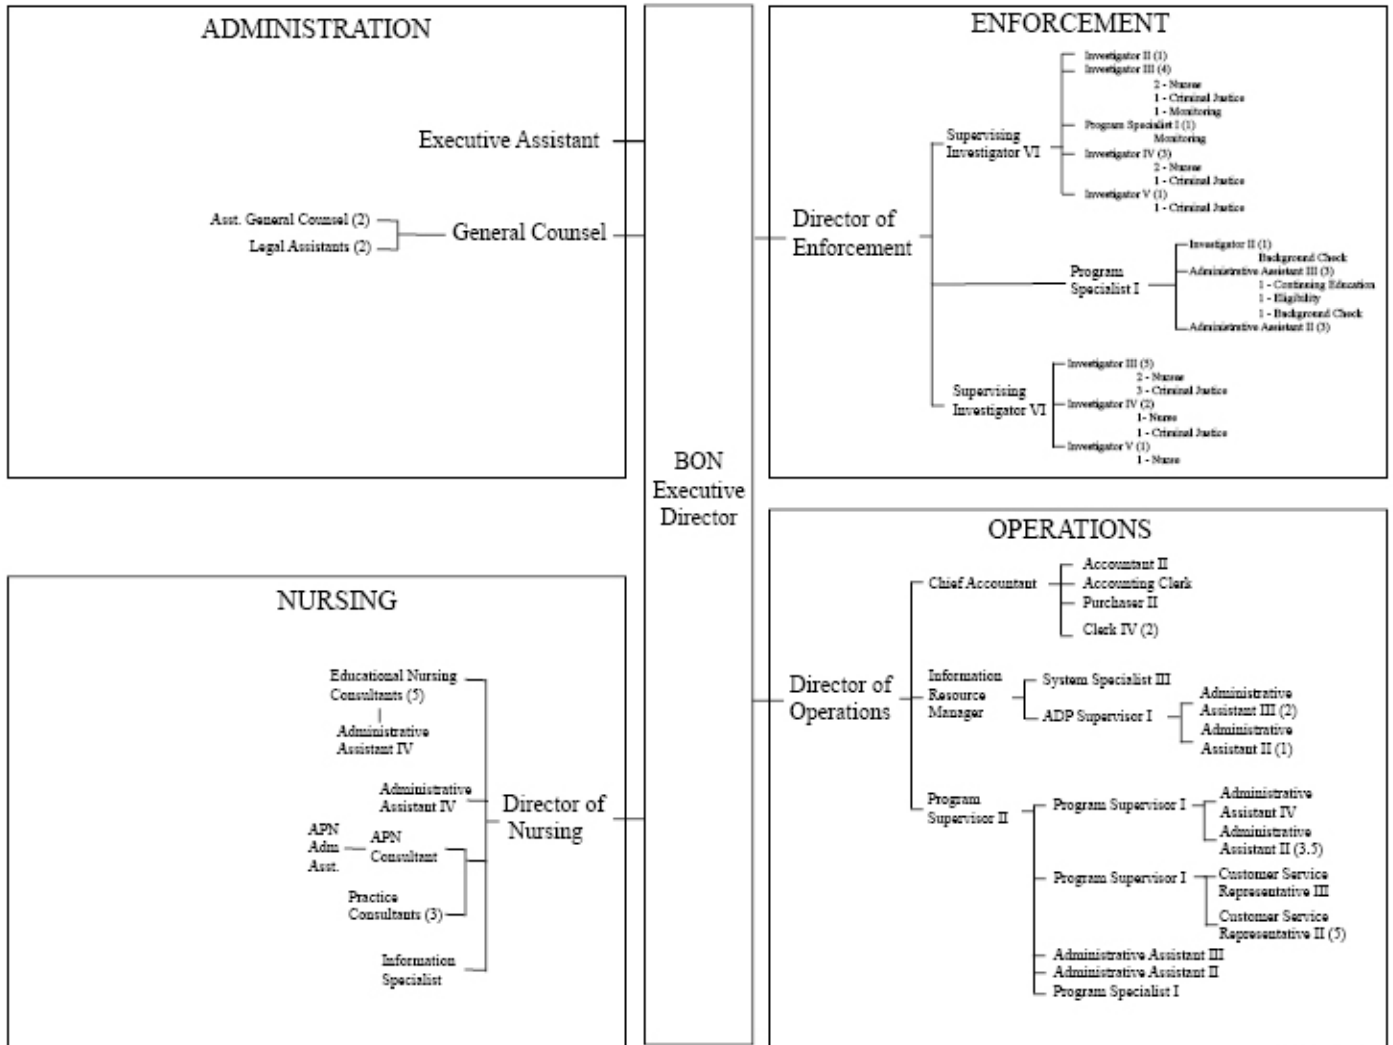 ADMINISTRATION
Executive Assistant
Asst. General Counsel (2)
Legal Assistants (2)
General Counsel
BON
Executive
Director
ENFORCEMENT
Director of
Enforcement
Supervising
Investigator VI
Investigator II (1)
Investigator III (4)
2 - Nurses
1 - Criminal Justice
1 - Monitoring
Program Specialist I (1)
Monitoring
Investigator IV (3)
2 - Nurses
1 - Criminal Justice
Investigator V (1)
1 - Criminal Justice
Program
Specialist I
Investigator II (1)
Background Check
Administrative Assistant III (3)
1 - Continuing Education
1 - Eligibility
1 - Background Check
Administrative Assistant II (3)
Supervising
Investigator VI
Investigator III (5)
2 - Nurses
3 - Criminal Justice
Investigator IV (2)
1- Nurse
1 - Criminal Justice
Investigator V (1)
1 - Nurse
NURSING
Educational Nursing
Consultants (5)
Administrative
Assistant IV
Administrative
Assistant IV
Director of
Nursing
APN
Adm
Asst.
APN
Consultant
Practice
Consultants (3)
Information
Specialist
OPERATIONS
Director of
Operations
Chief Accountant
Accountant II
Accounting Clerk
Purchaser II
Clerk IV (2)
Information
Resource
Manager
System Specialist III
ADP Supervisor I
Administrative
Assistant III (2)
Administrative
Assistant II (1)
Program
Supervisor II
Program Supervisor I
Administrative
Assistant IV
Administrative
Assistant II (3.5)
Program Supervisor I
Customer Service
Representative III
Customer Service
Representative II (5)
Administrative Assistant III
Administrative Assistant II
Program Specialist I